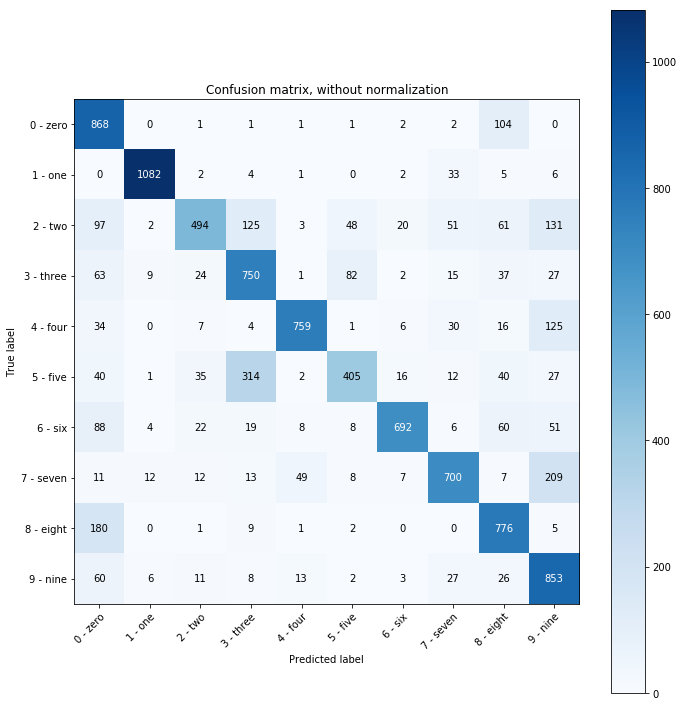 Confusion matrix, without normalization
0 - zero 868 0 1 1 1 1 2 2 104 0
1 - one 0 1082 2 4 1 0 2 33 5 6
2 - two 97 2 494 125 3 48 20 51 61 131
3 - three 63 9 24 750 1 82 2 15 37 27
4 - four 34 0 7 4 759 1 6 30 16 125
5 - five 40 1 35 314 2 405 16 12 40 27
6 - six 88 4 22 19 8 8 692 6 60 51
7 - seven 11 12 12 13 49 8 7 700 7 209
8 - eight 180 0 1 9 1 2 0 0 776 5
9 - nine 60 6 11 8 13 2 3 27 26 853
0 - zero 1 - one 2 - two 3 - three 4 - four 5 - five 6 - six 7 - seven 8 - eight 9 - nine
Predicted label
True label
1000
800
600
400
200
0